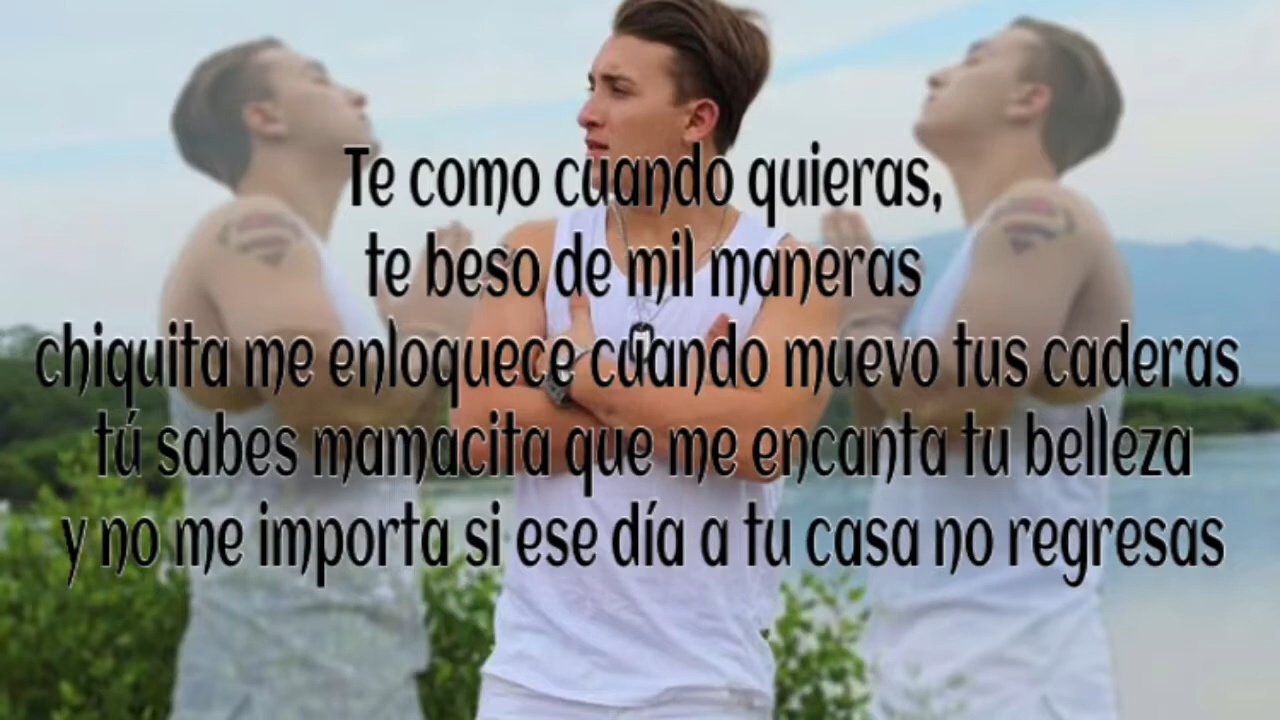 Te como cuando quieras,
te beso de mil maneras
chiquita me enloquece cuando muevo tus caderas
tú sabes mamacita que me encanta tu belleza
y no me importa si ese día a tu casa no regresas